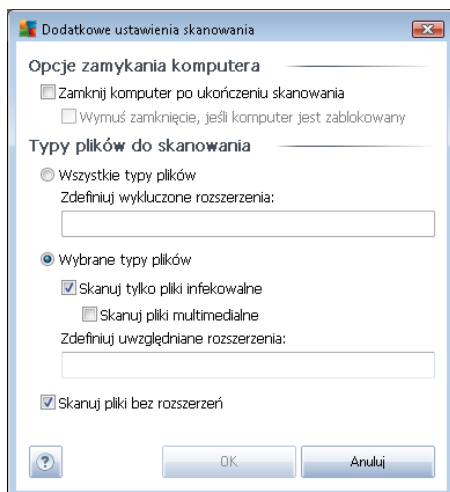 Dodatkowe ustawienia skanowania
Opcje zamykania komputera
Zamknij komputer po ukończeniu skanowania
Wymuś zamknięcie, jeśli komputer jest zablokowany
Typy plików do skanowania
Wszystkie typy plików
Zdefiniuj wykluczone rozszerzenia:
Wybrane typy plików
Skanuj tylko pliki infekowalne
Skanuj pliki multimedialne
Zdefiniuj uwzględniane rozszerzenia:
Skanuj pliki bez rozszerzeń
? OK Anuluj